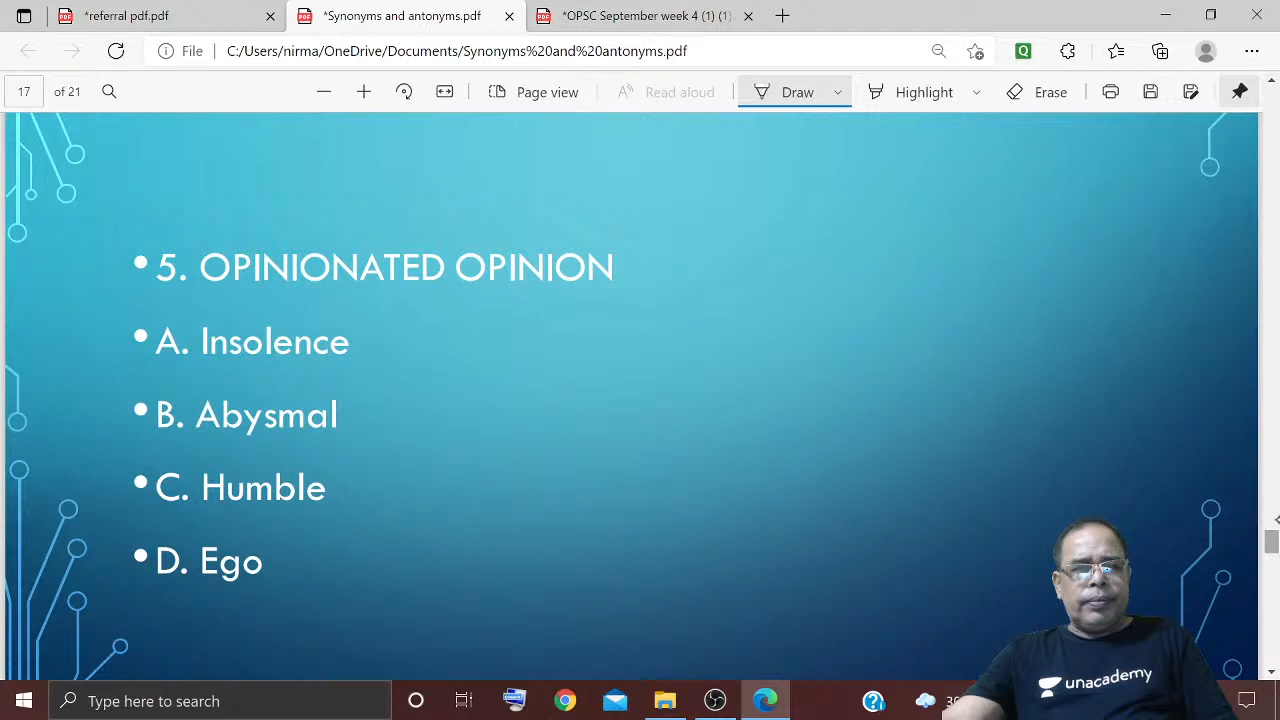 *referral pdf.pdf
*Synonyms and antonyms.pdf
*OPSC September week 4 (1) (1)
File
C:/Users/nirma/OneDrive/Documents/Synonyms%20and%20antonyms.pdf
17 of 21
Page view
Read aloud
Draw
Highlight
Erase
• 5. OPINIONATED OPINION
• A. Insolence
• B. Abysmal
• C. Humble
• D. Ego
unacademy
Type here to search